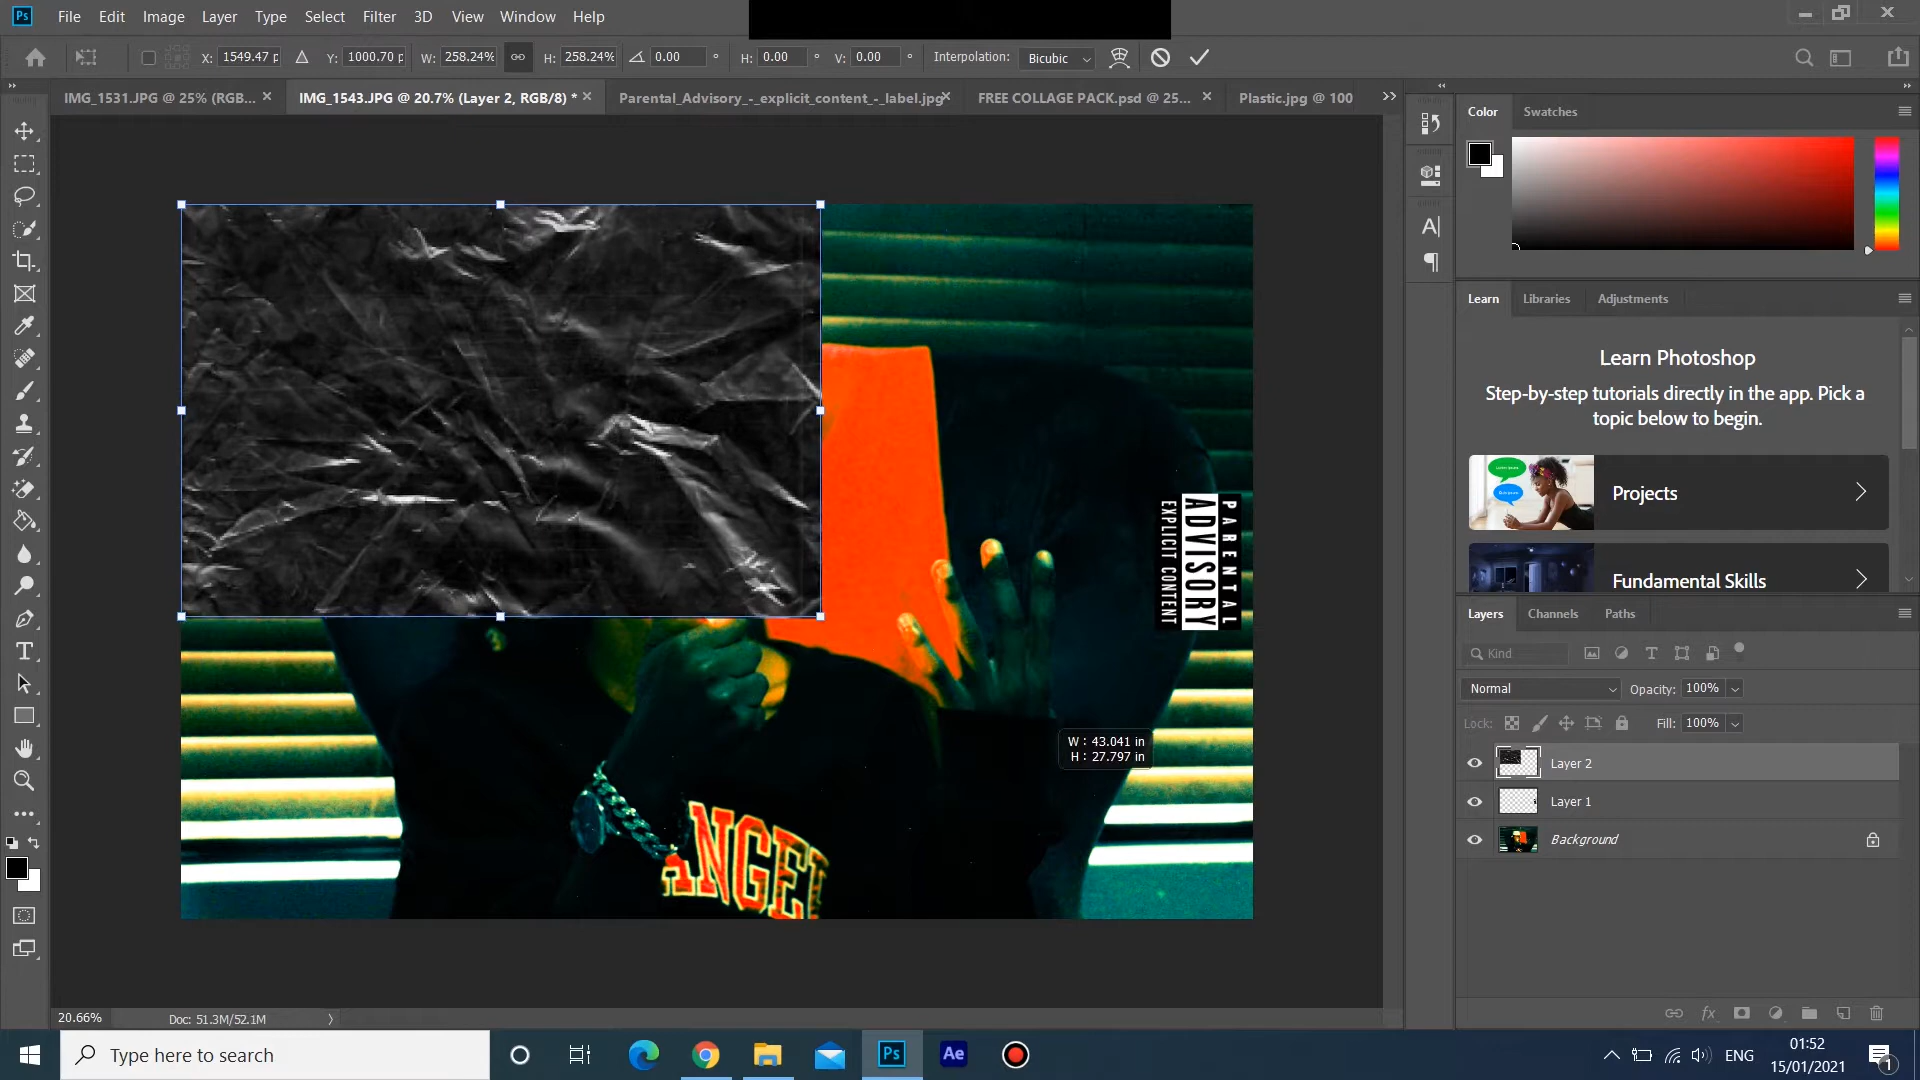 Ps File Edit Image Layer Type Select Filter 3D View Window Help
X: 1549.47 p Y: 1000.70 p W: 258.24% H: 258.24% 0.00 ° H: 0.00 ° V: 0.00 ° Interpolation: Bicubic
IMG_1531.JPG @ 25% (RGB... × IMG_1543.JPG @ 20.7% (Layer 2, RGB/8) * × Parental_Advisory_-_explicit_content_-_label.jpg × FREE COLLAGE PACK.psd @ 25... × Plastic.jpg @ 100
Color Swatches
Learn Libraries Adjustments
Learn Photoshop
Step-by-step tutorials directly in the app. Pick a
topic below to begin.
Projects
Fundamental Skills
PARENTAL
ADVISORY
EXPLICIT CONTENT
W : 43.041 in
H : 27.797 in
ANGEL
Layers Channels Paths
Kind
Normal Opacity: 100%
Lock: Fill: 100%
Layer 2
Layer 1
Background
20.66% Doc: 51.3M/52.1M
Type here to search
Ps Ae
ENG
01:52
15/01/2021
1